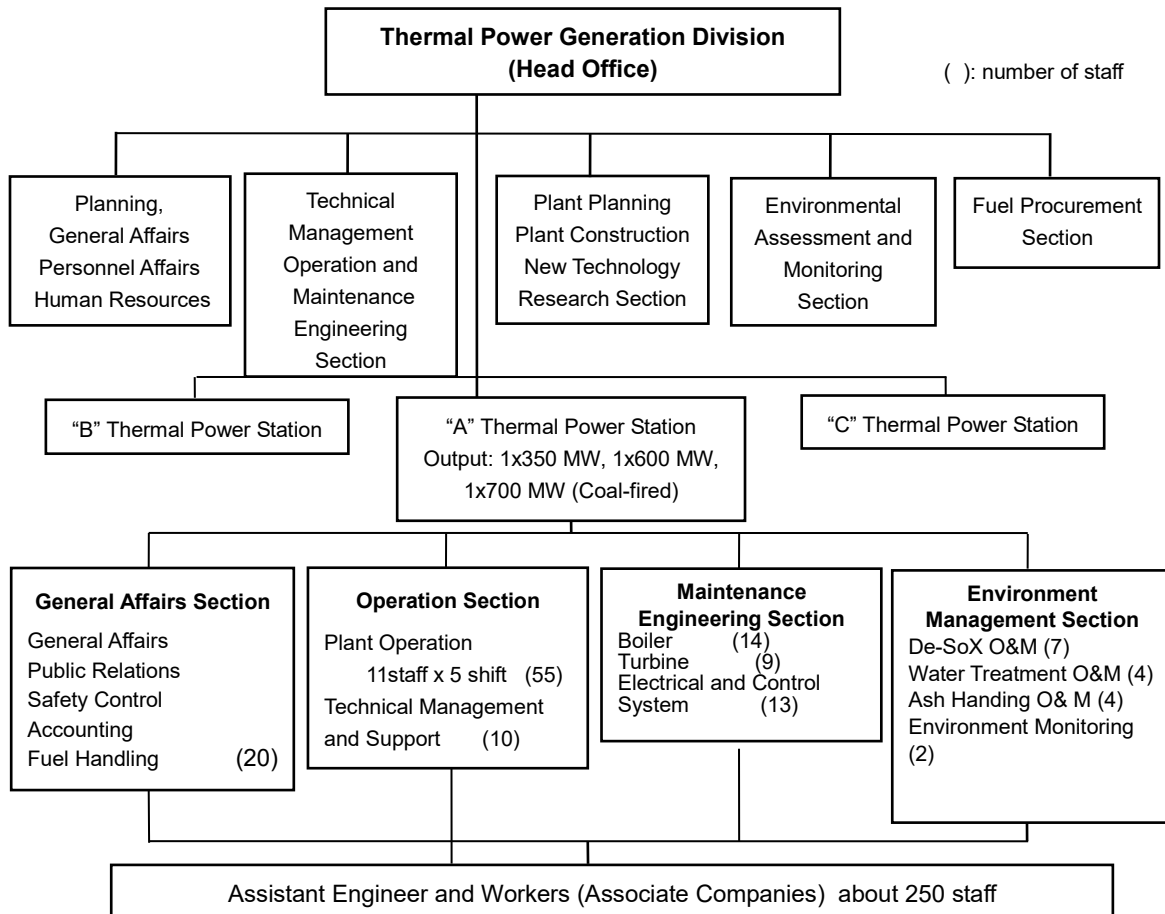 Thermal Power Generation Division
(Head Office)
( ): number of staff
Planning,
General Affairs
Personnel Affairs
Human Resources
Technical
Management
Operation and
Maintenance
Engineering
Section
Plant Planning
Plant Construction
New Technology
Research Section
Environmental
Assessment and
Monitoring
Section
Fuel Procurement
Section
“B” Thermal Power Station
“A” Thermal Power Station
Output: 1x350 MW, 1x600 MW,
1x700 MW (Coal-fired)
“C” Thermal Power Station
General Affairs Section
General Affairs
Public Relations
Safety Control
Accounting
Fuel Handling (20)
Operation Section
Plant Operation
11staff x 5 shift (55)
Technical Management
and Support (10)
Maintenance
Engineering Section
Boiler (14)
Turbine (9)
Electrical and Control
System (13)
Environment
Management Section
De-SoX O&M (7)
Water Treatment O&M (4)
Ash Handing O& M (4)
Environment Monitoring
(2)
Assistant Engineer and Workers (Associate Companies) about 250 staff